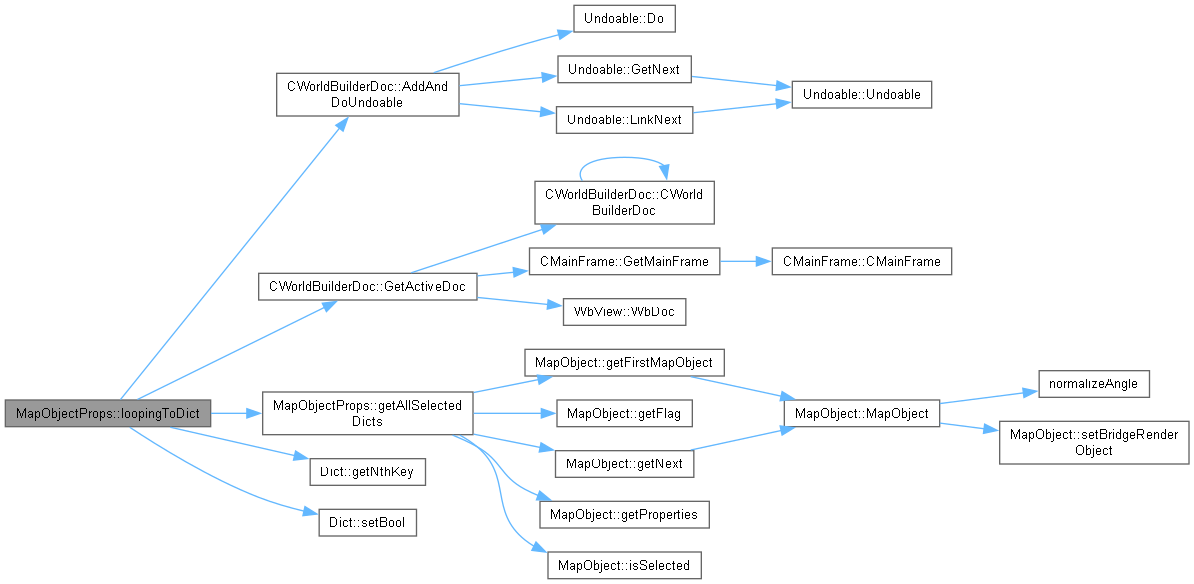 Undoable::Do
Undoable::GetNext
CWorldBuilderDoc::AddAnd
DoUndoable
Undoable::Undoable
Undoable::LinkNext
CWorldBuilderDoc::CWorld
BuilderDoc
CMainFrame::GetMainFrame
CMainFrame::CMainFrame
CWorldBuilderDoc::GetActiveDoc
WbView::WbDoc
MapObject::getFirstMapObject
normalizeAngle
MapObjectProps::loopingToDict
MapObjectProps::getAllSelected
Dicts
MapObject::getFlag
MapObject::MapObject
MapObject::setBridgeRender
Object
MapObject::getNext
Dict::getNthKey
MapObject::getProperties
Dict::setBool
MapObject::isSelected